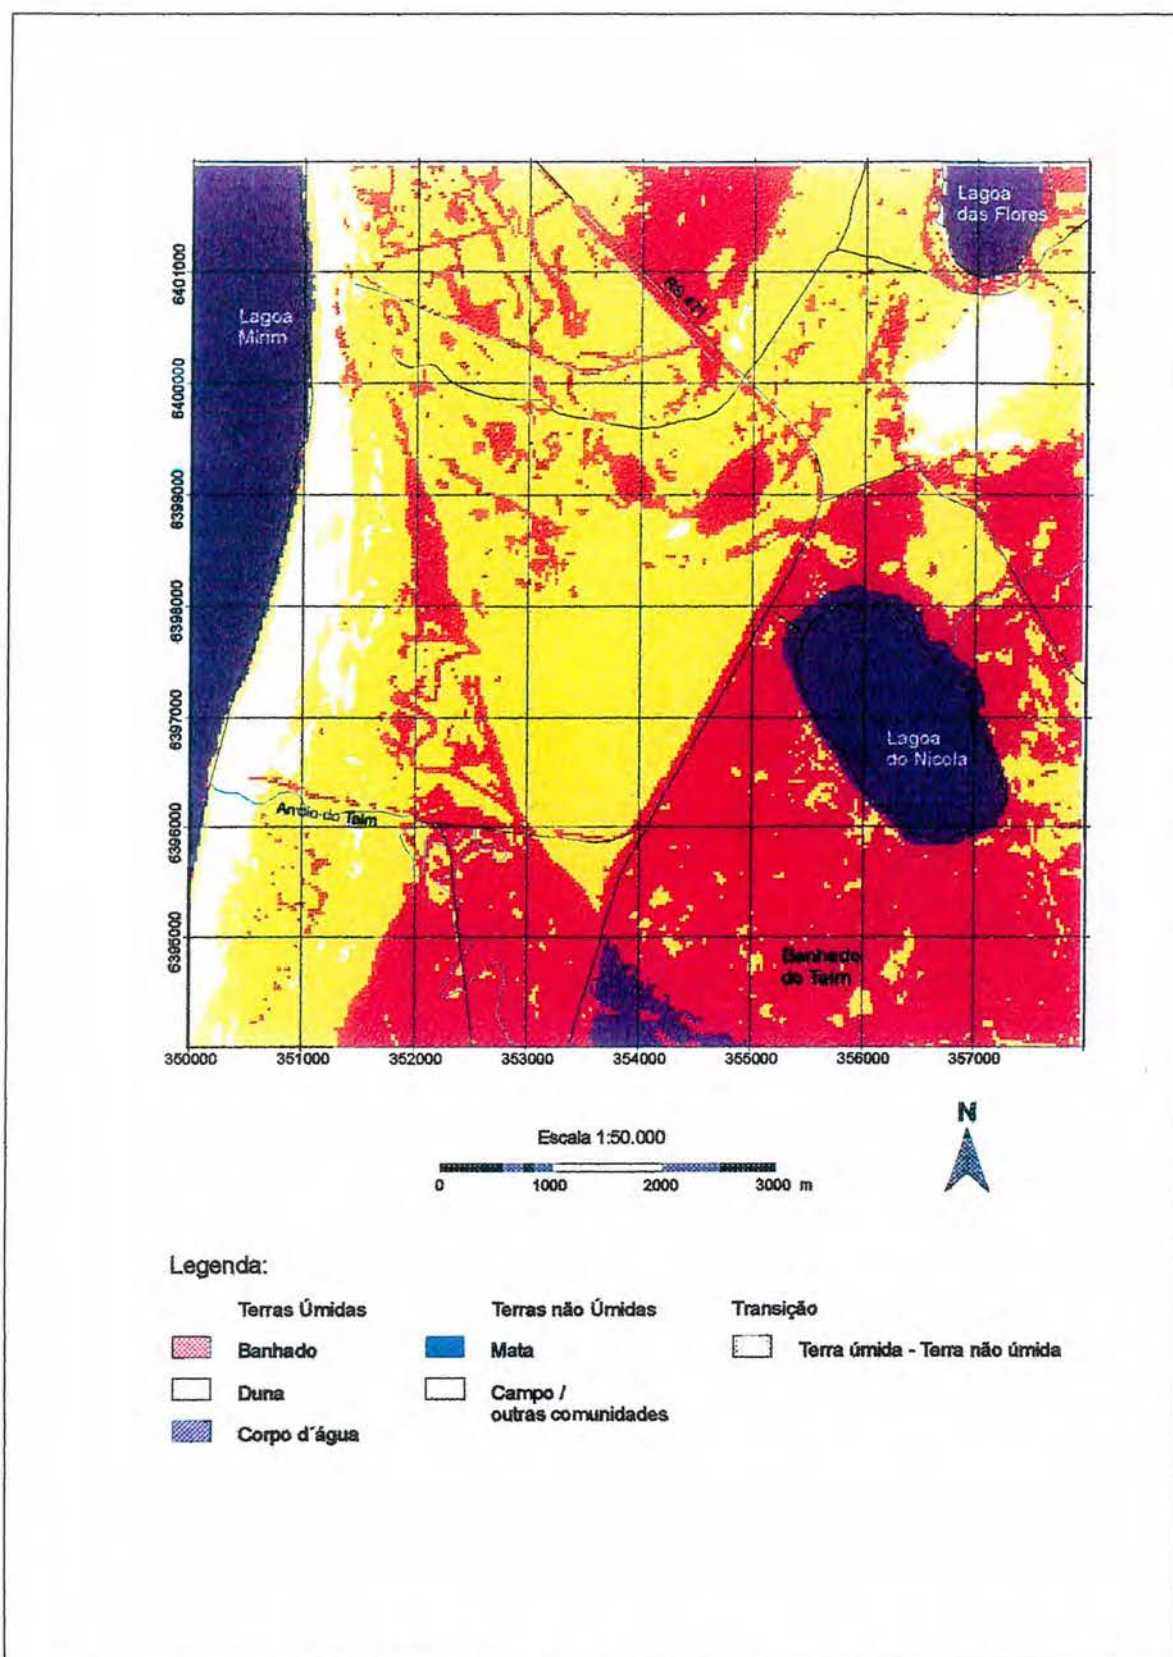 Lagoa
das Flores
RS 471
Lagoa
Mirim
Lagoa
do Nicola
Arroio do Taim
Banhado
do Taim
6401000
6400000
6399000
6398000
6397000
6396000
6395000
350000 351000 352000 353000 354000 355000 356000 357000
N
Escala 1:50.000
0 1000 2000 3000 m
Legenda:
Terras Úmidas Terras não Úmidas Transição
Banhado Mata Terra úmida - Terra não úmida
Duna Campo /
outras comunidades
Corpo d´água